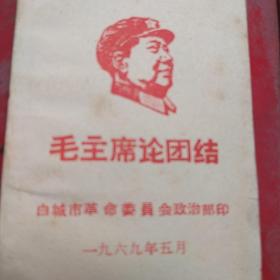 毛主席论团结
白城市革命委員会政治部印
一九六九年五月